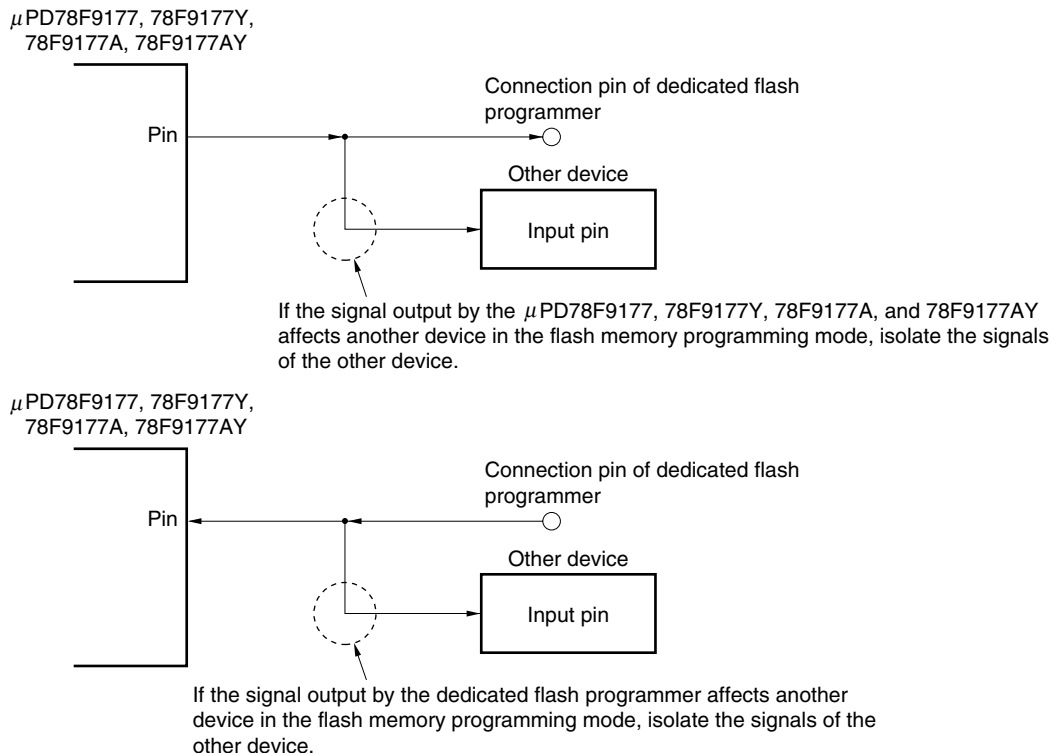 μPD78F9177, 78F9177Y,
78F9177A, 78F9177AY
Connection pin of dedicated flash
programmer
Pin
Other device
Input pin
If the signal output by the μPD78F9177, 78F9177Y, 78F9177A, and 78F9177AY
affects another device in the flash memory programming mode, isolate the signals
of the other device.
μPD78F9177, 78F9177Y,
78F9177A, 78F9177AY
Connection pin of dedicated flash
programmer
Pin
Other device
Input pin
If the signal output by the dedicated flash programmer affects another
device in the flash memory programming mode, isolate the signals of the
other device.